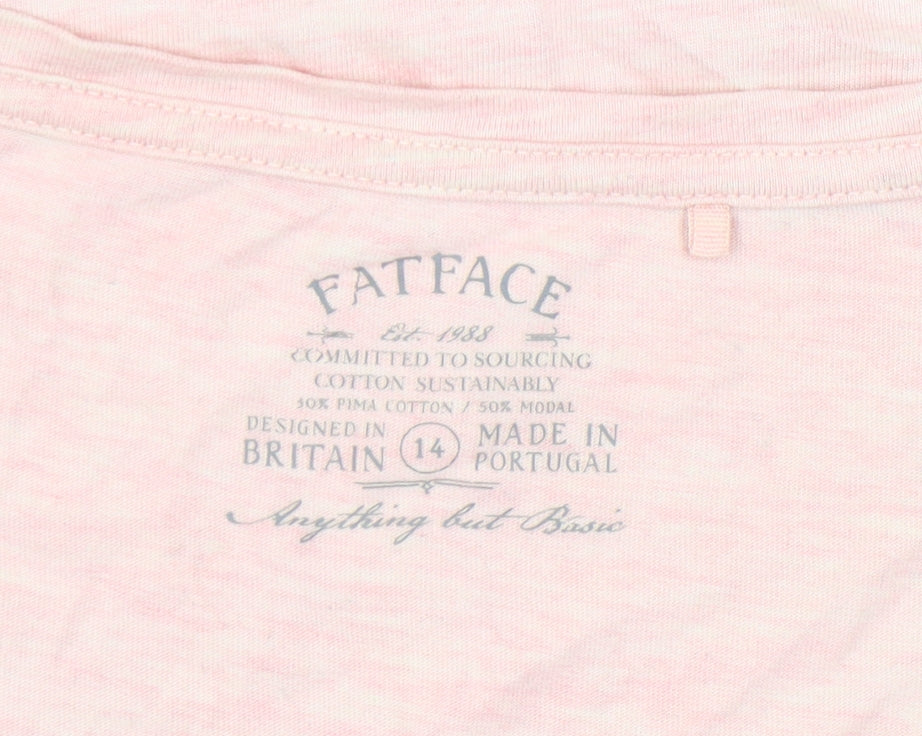 FATFACE
Est. 1988
COMMITTED TO SOURCING
COTTON SUSTAINABLY
50% PIMA COTTON / 50% MODAL
DESIGNED IN
BRITAIN
14
MADE IN
PORTUGAL
Anything but Basic